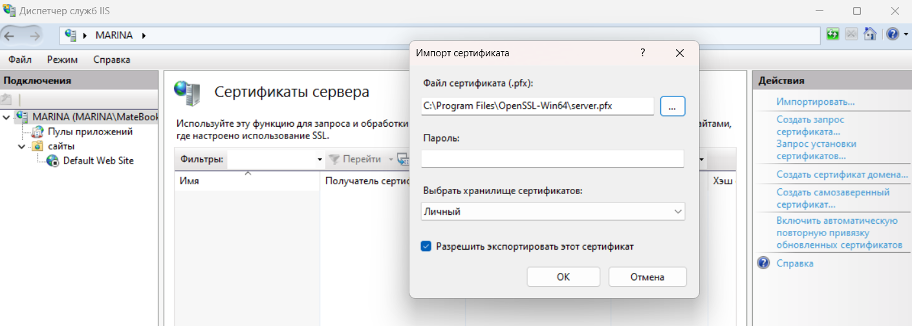 Диспетчер служб IIS
MARINA
Файл Режим Справка
Подключения
MARINA (MARINA\MateBook
Пулы приложений
сайты
Default Web Site
Сертификаты сервера
Используйте эту функцию для запроса и обработки
айтами,
где настроено использование SSL.
Фильтры: Перейти
Имя Получатель сертис Хэш
Импорт сертификата ?
Файл сертификата (.pfx):
C:\Program Files\OpenSSL-Win64\server.pfx ...
Пароль:
Выбрать хранилище сертификатов:
Личный
Разрешить экспортировать этот сертификат
OK Отмена
Действия
Импортировать...
Создать запрос
сертификата...
Запрос установки
сертификатов...
Создать сертификат домена...
Создать самозаверенный
сертификат...
Включить автоматическую
повторную привязку
обновленных сертификатов
Справка